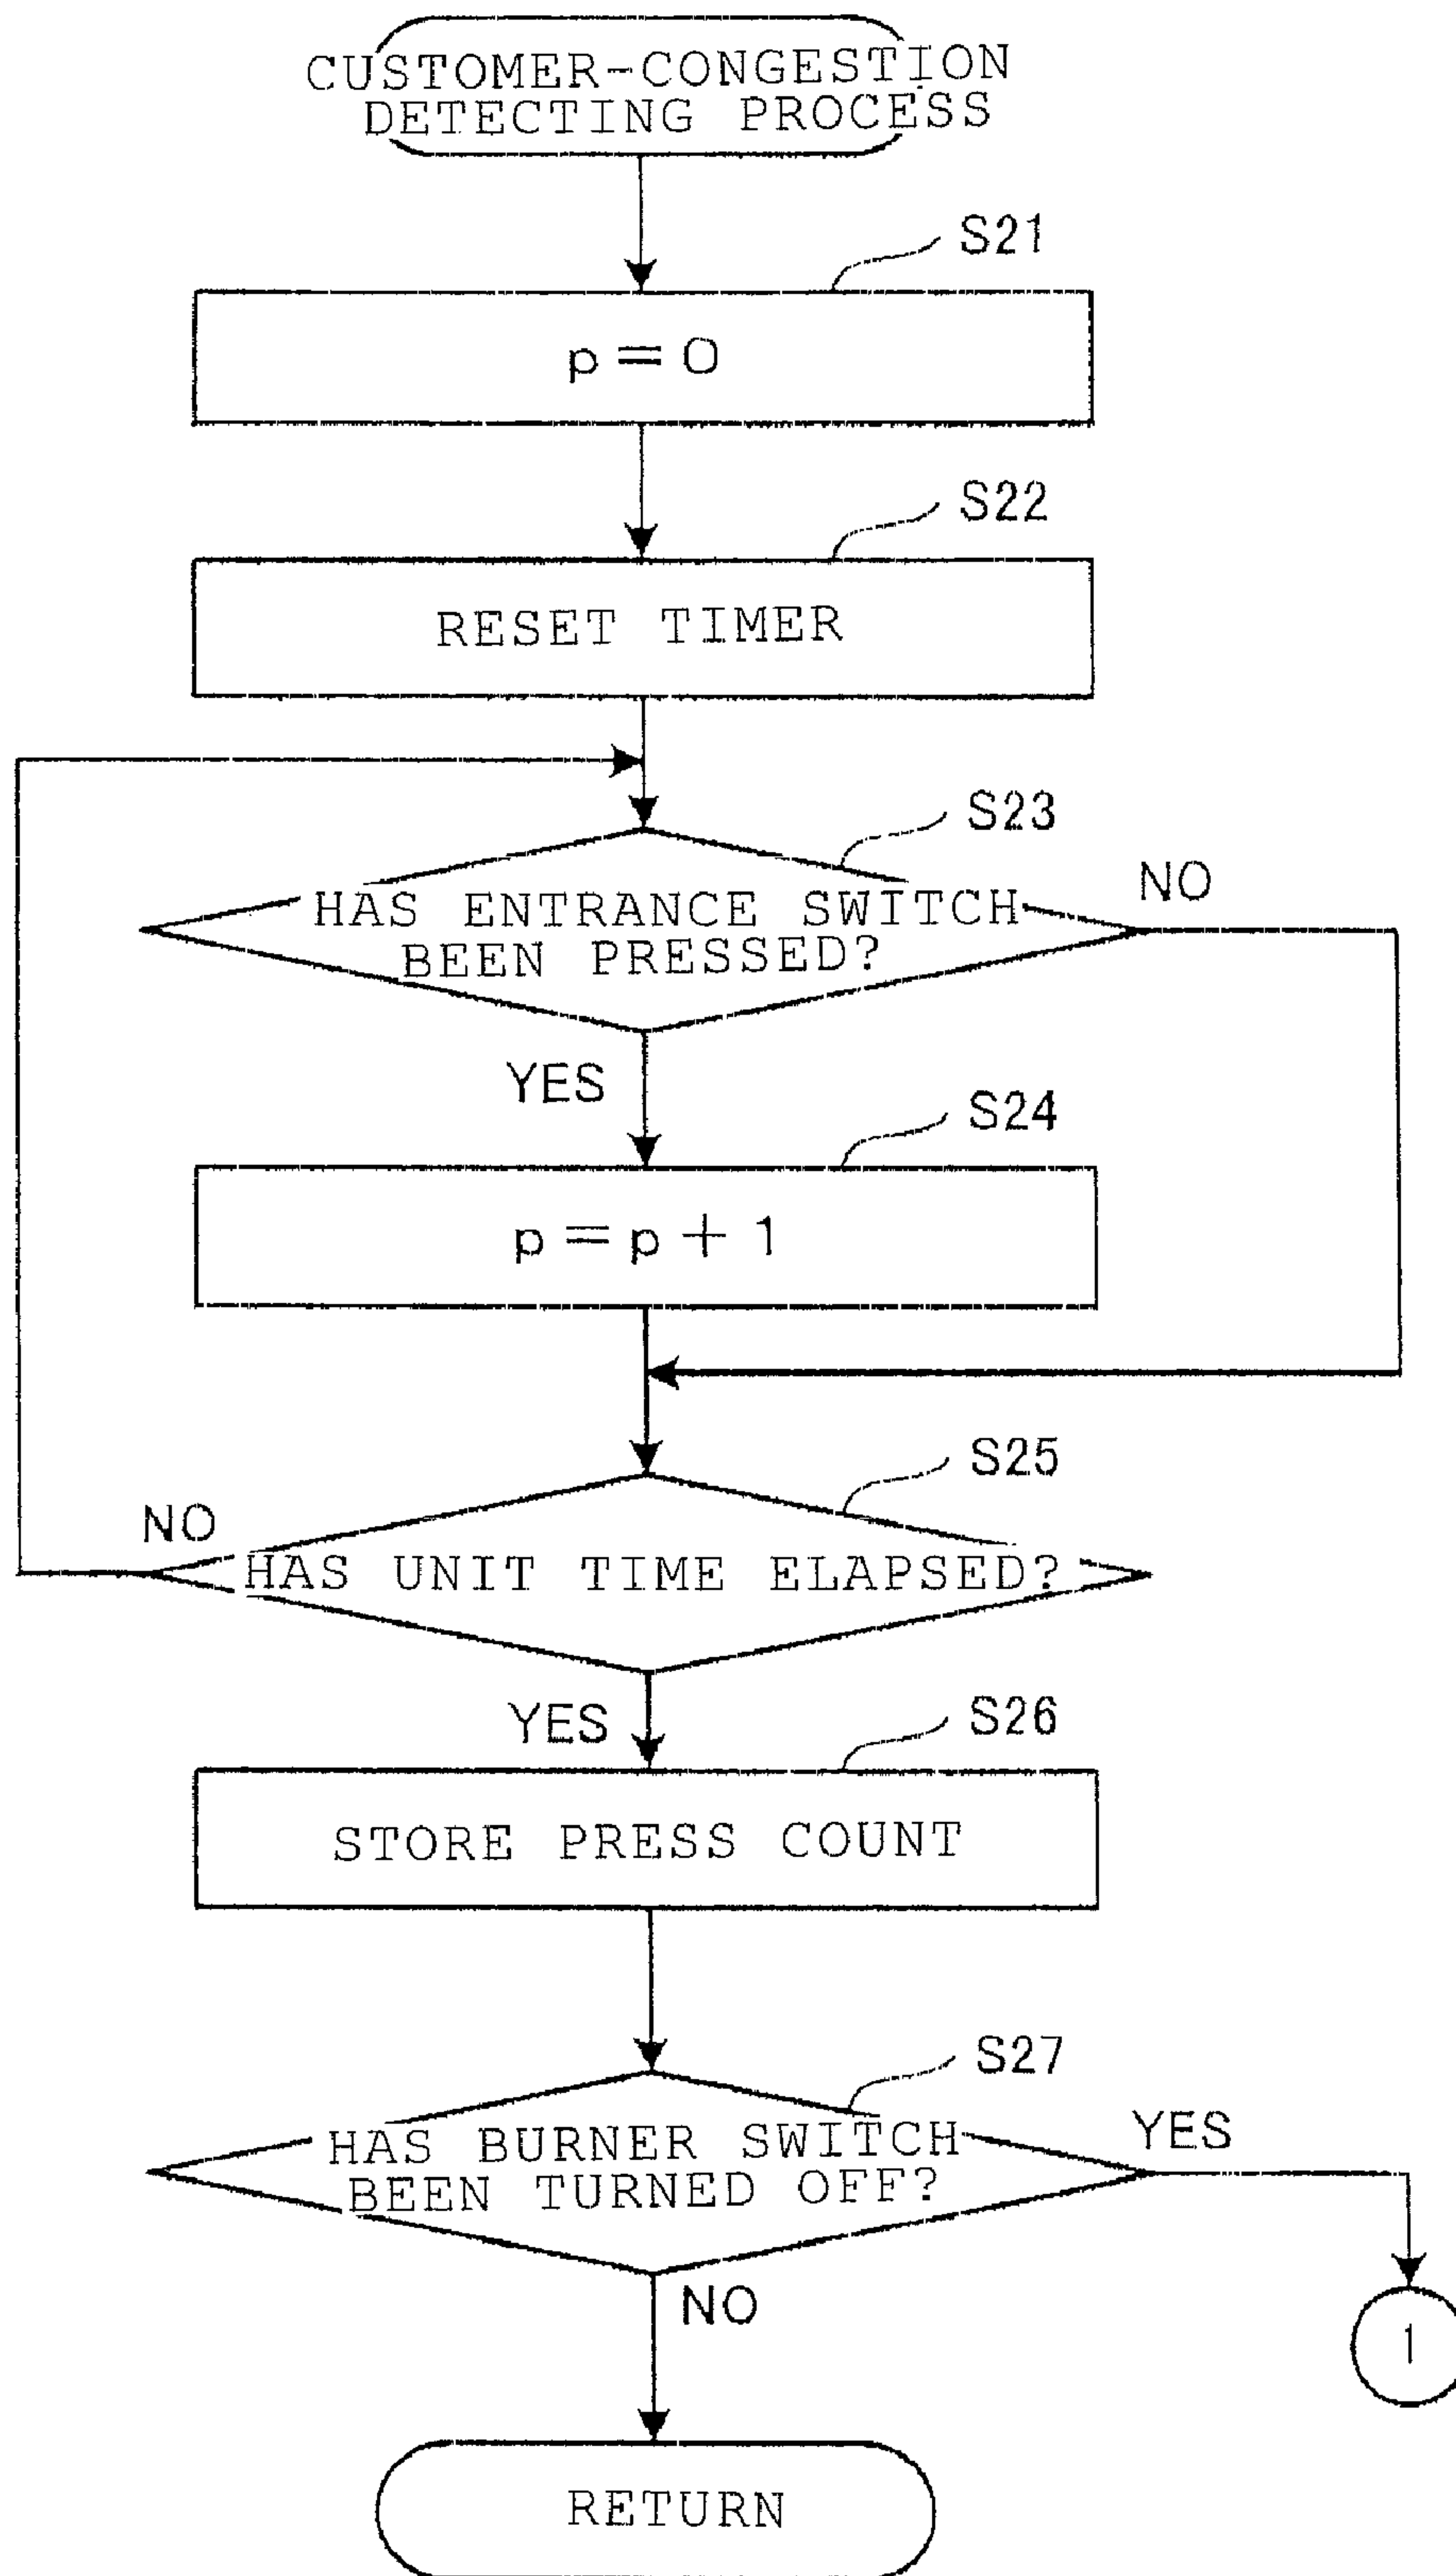 CUSTOMER-CONGESTION
DETECTING PROCESS
S21
p=0
S22
RESET TIMER
S23
HAS ENTRANCE SWITCH
BEEN PRESSED?
NO
YES
S24
p=p+1
S25
NO
HAS UNIT TIME ELAPSED?
YES
S26
STORE PRESS COUNT
S27
HAS BURNER SWITCH
BEEN TURNED OFF?
YES
NO
1
RETURN